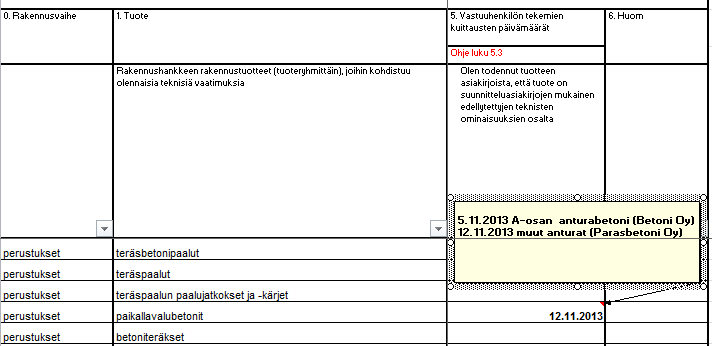 0. Rakennusvaihe
1. Tuote
5. Vastuuhenkilön tekemien
kuittausten päivämäärät
6. Huom
Ohje luku 5.3
Rakennushankkeen rakennustuotteet (tuoteryhmittäin), joihin kohdistuu
olennaisia teknisiä vaatimuksia
Olen todennut tuotteen
asiakirjoista, että tuote on
suunnitteluasiakirjojen mukainen
edellytettyjen teknisten
ominaisuuksien osalta
5.11.2013 A-osan anturabetoni (Betoni Oy)
12.11.2013 muut anturat (Parasbetoni Oy)
perustukset teräsbetonipaalut
perustukset teräspaalut
perustukset teräspaalun paalujatkokset ja -kärjet
perustukset paikallavalubetonit 12.11.2013
perustukset betoniteräkset